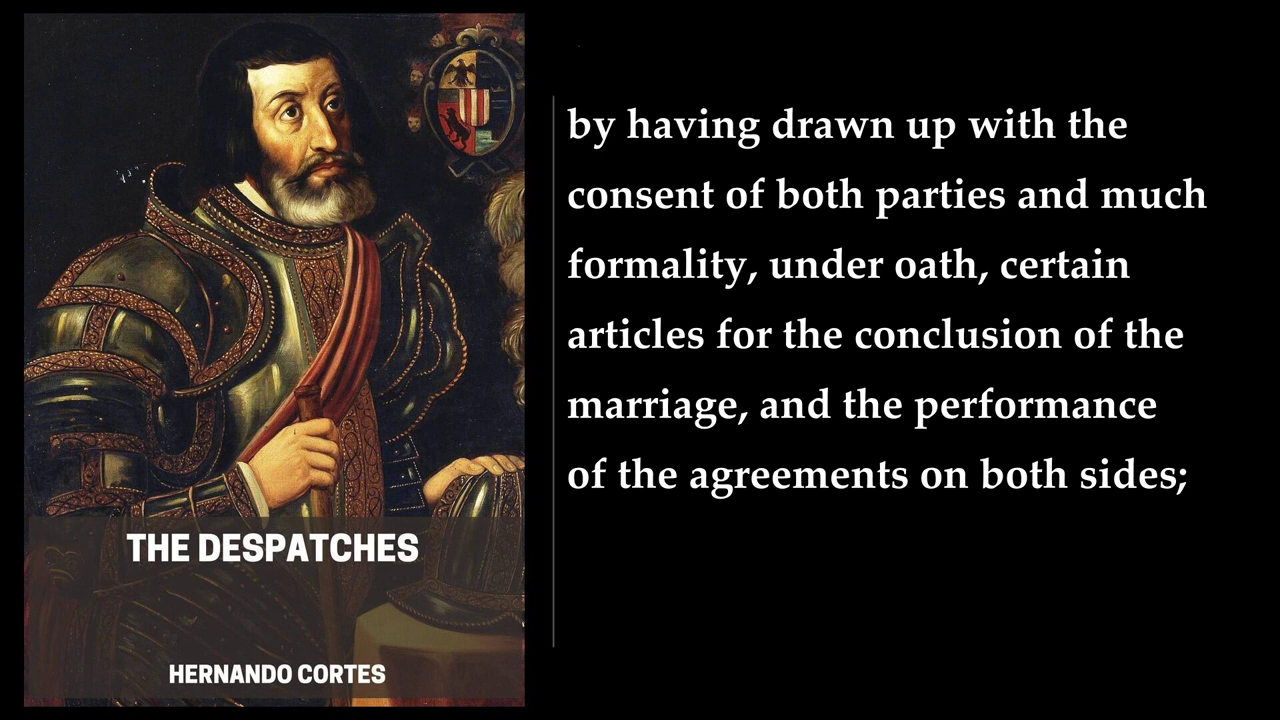 by having drawn up with the
consent of both parties and much
formality, under oath, certain
articles for the conclusion of the
marriage, and the performance
of the agreements on both sides;
THE DESPATCHES
HERNANDO CORTES